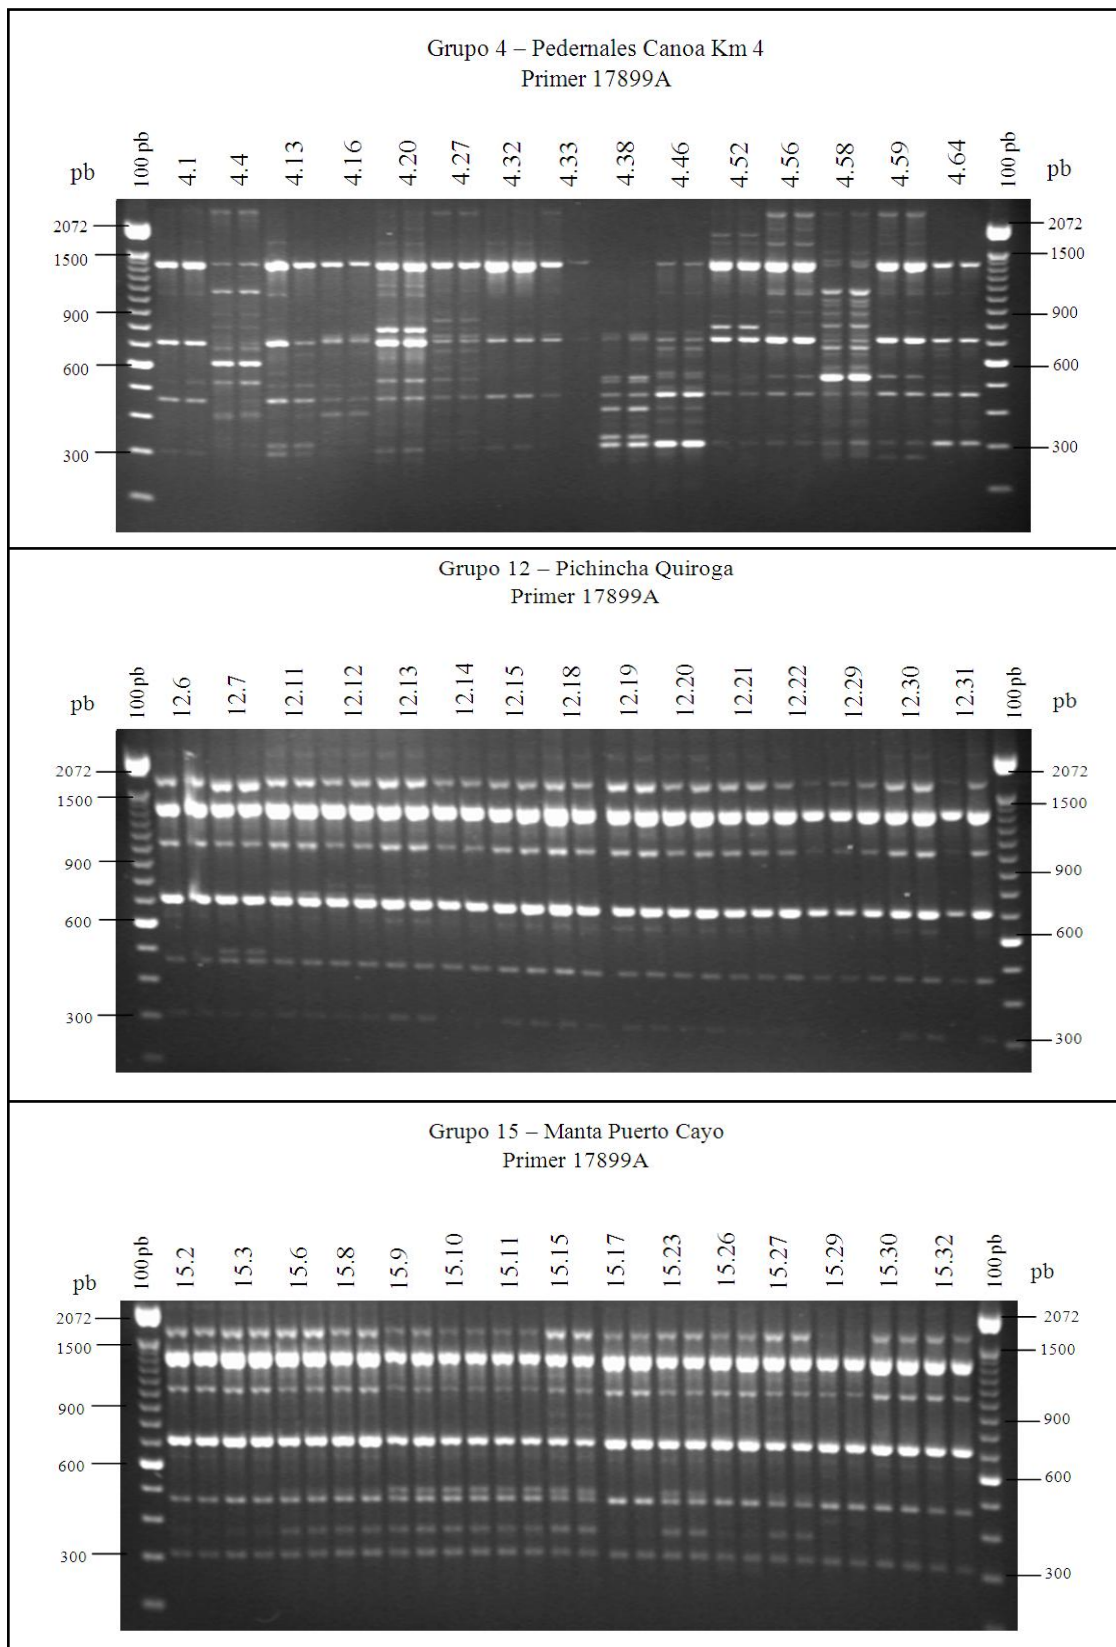 Grupo 4 – Pedernales Canoa Km 4
Primer 17899A
pb 100 pb 4.1 4.4 4.13 4.16 4.20 4.27 4.32 4.33 4.38 4.46 4.52 4.56 4.58 4.59 4.64 100 pb pb
2072 2072
1500 1500
900 900
600 600
300 300
Grupo 12 – Pichincha Quiroga
Primer 17899A
pb 100pb 12.6 12.7 12.11 12.12 12.13 12.14 12.15 12.18 12.19 12.20 12.21 12.22 12.29 12.30 12.31 100pb pb
2072 2072
1500 1500
900 900
600 600
300 300
Grupo 15 – Manta Puerto Cayo
Primer 17899A
pb 100pb 15.2 15.3 15.6 15.8 15.9 15.10 15.11 15.15 15.17 15.23 15.26 15.27 15.29 15.30 15.32 100pb pb
2072 2072
1500 1500
900 900
600 600
300 300